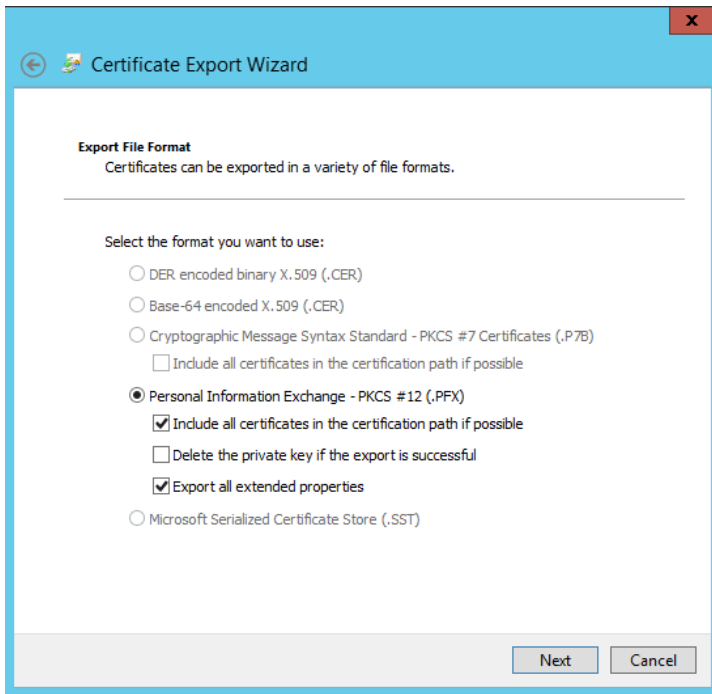 x
Certificate Export Wizard
Export File Format
Certificates can be exported in a variety of file formats.
Select the format you want to use:
DER encoded binary X.509 (.CER)
Base-64 encoded X.509 (.CER)
Cryptographic Message Syntax Standard - PKCS #7 Certificates (.P7B)
Include all certificates in the certification path if possible
Personal Information Exchange - PKCS #12 (.PFX)
Include all certificates in the certification path if possible
Delete the private key if the export is successful
Export all extended properties
Microsoft Serialized Certificate Store (.SST)
Next Cancel